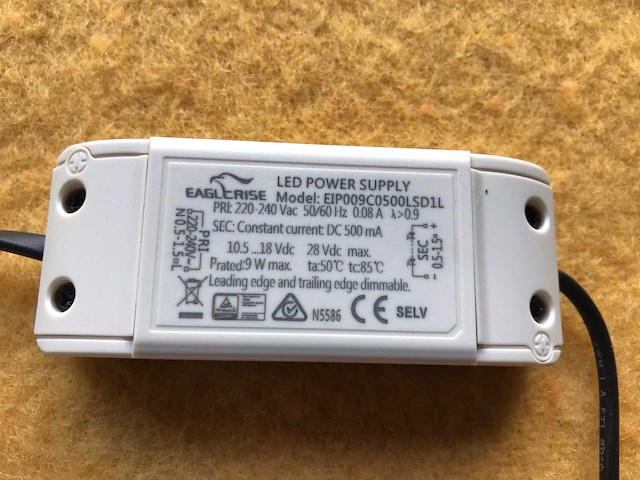 EAGLERISE
LED POWER SUPPLY
Model: EIP009C0500LSD1L
PRI: 220-240 Vac 50/60 Hz 0.08 A λ>0.9
SEC: Constant current: DC 500 mA
10.5 ...18 Vdc 28 Vdc max.
Prated: 9 W max. ta:50℃ tc:85℃
Leading edge and trailing edge dimmable.
N5586
CE
SELV
PRI
220-240V~
N 0.5-1.5² L
SEC
- 0.5-1.5² +